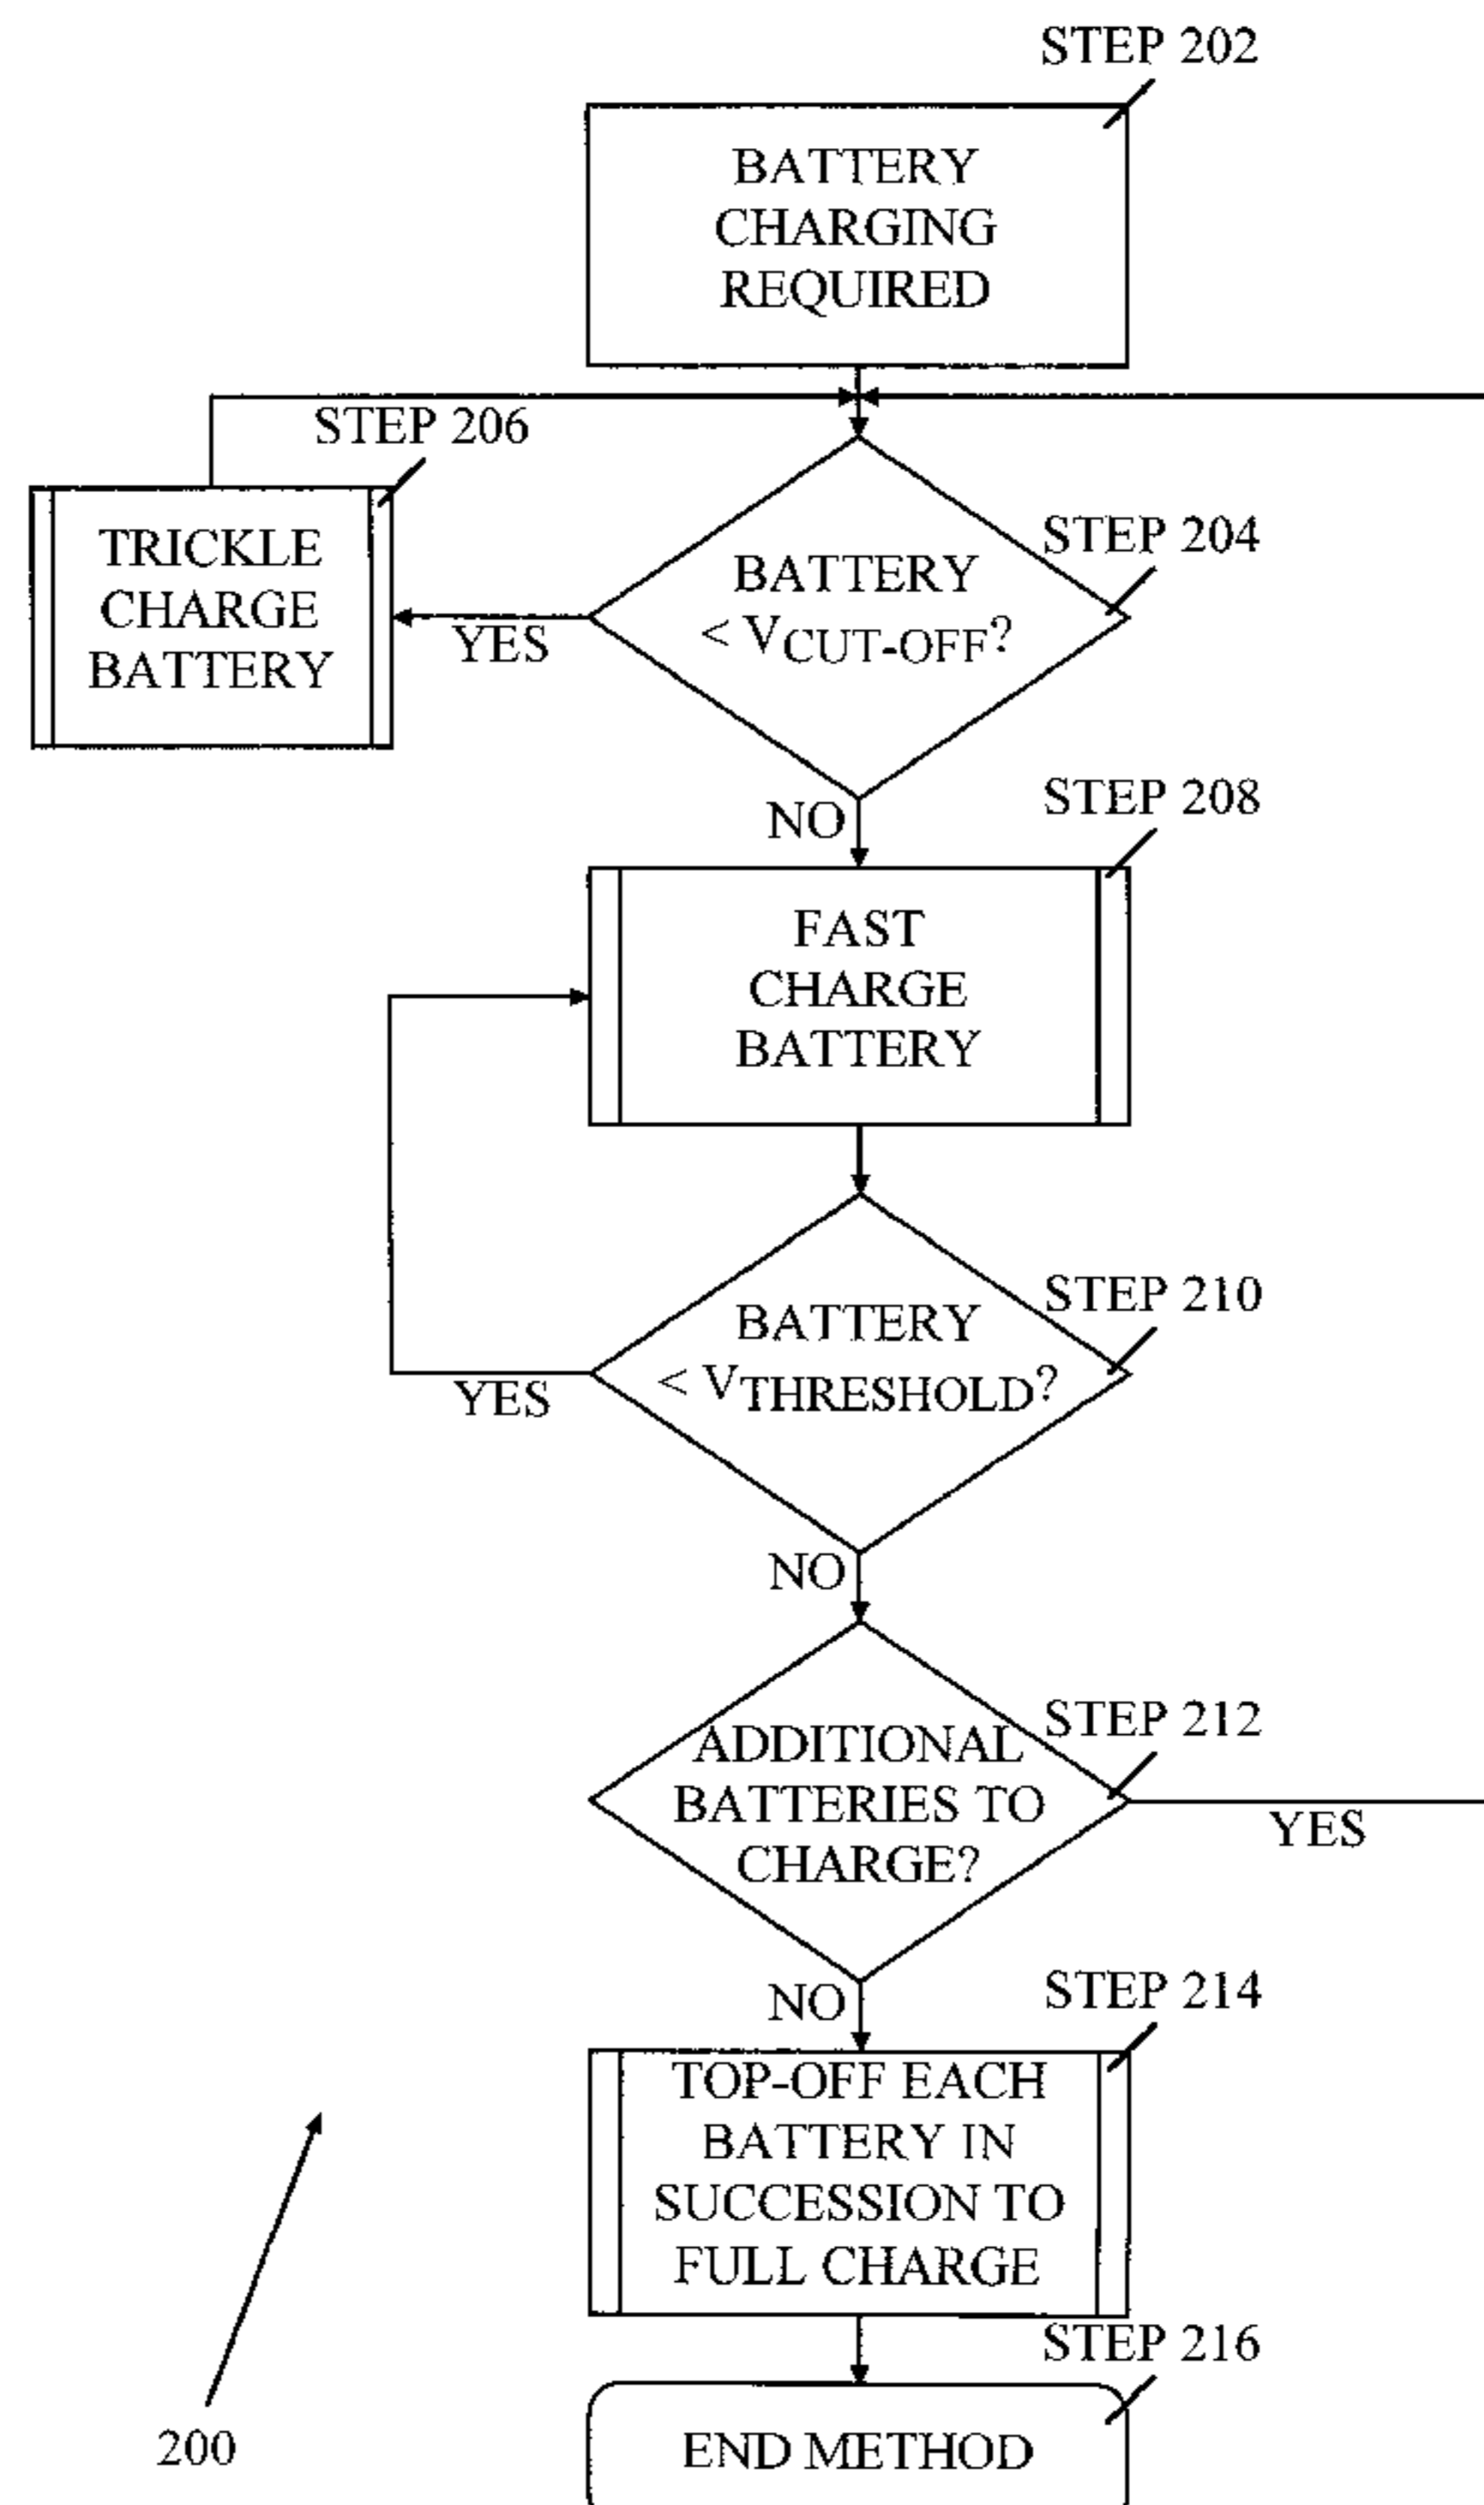 STEP 202
BATTERY
CHARGING
REQUIRED
STEP 206
TRICKLE
CHARGE
BATTERY
STEP 204
BATTERY
< VCUT-OFF?
YES
NO
STEP 208
FAST
CHARGE
BATTERY
STEP 210
BATTERY
< VTHRESHOLD?
YES
NO
STEP 212
ADDITIONAL
BATTERIES TO
CHARGE?
YES
NO
STEP 214
TOP-OFF EACH
BATTERY IN
SUCCESSION TO
FULL CHARGE
STEP 216
END METHOD
200